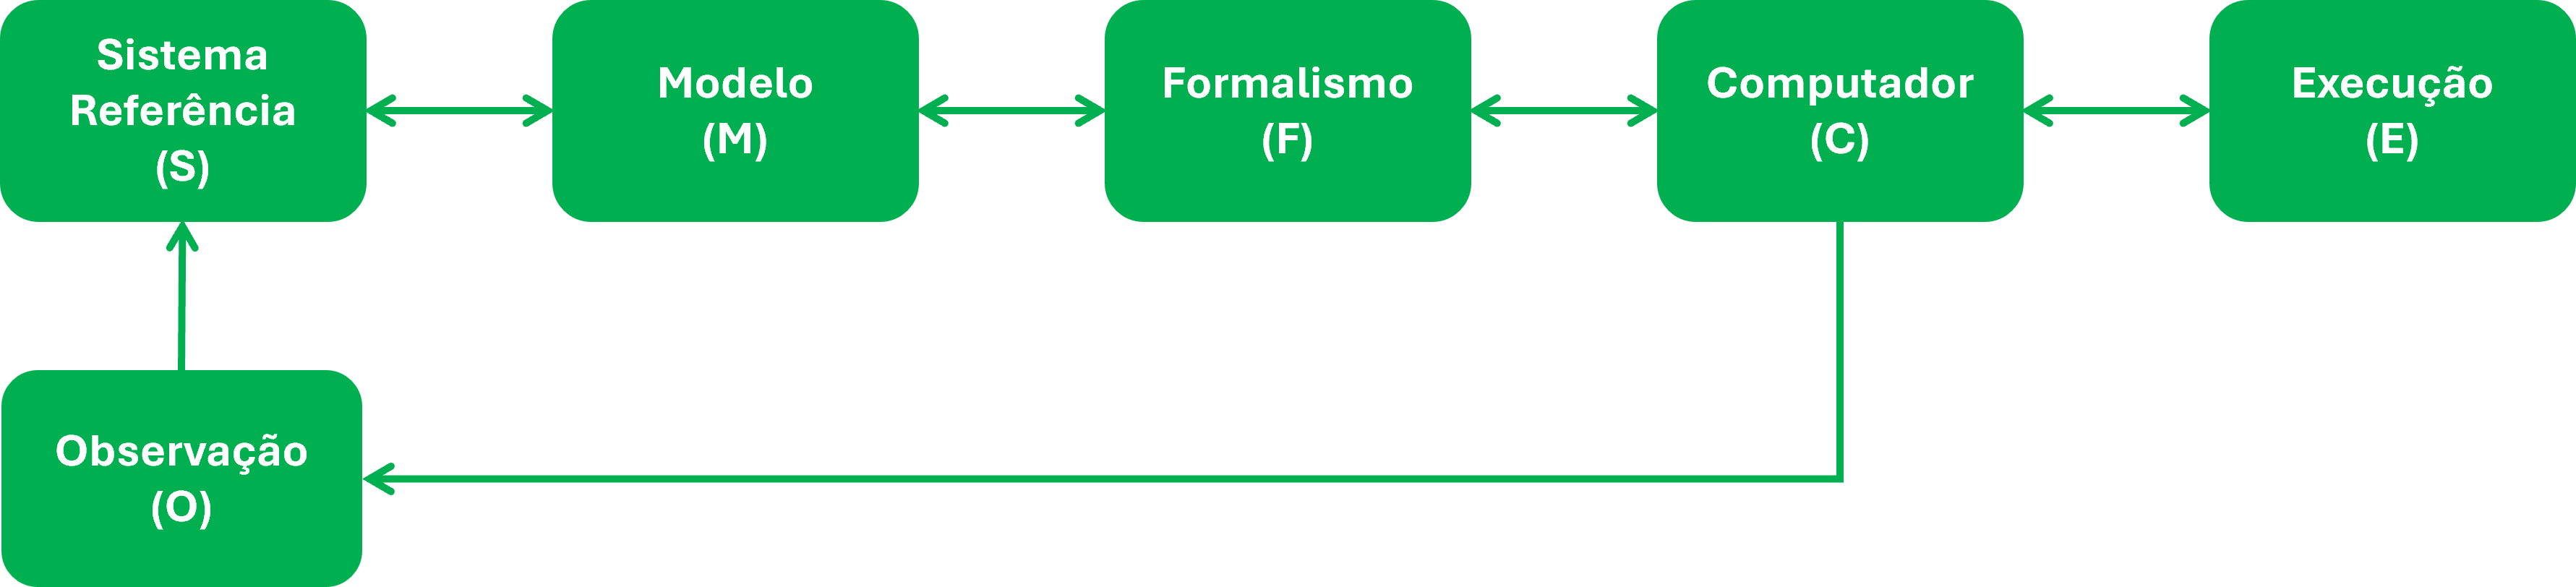 Sistema
Referência
(S)
Modelo
(M)
Formalismo
(F)
Computador
(C)
Execução
(E)
Observação
(O)